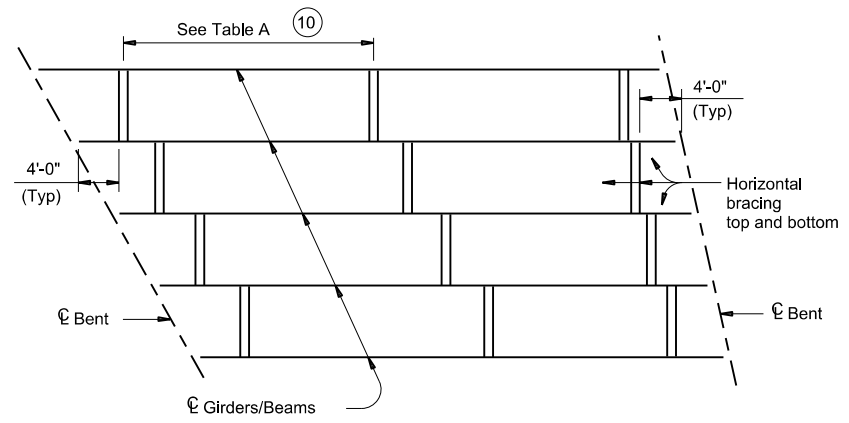 See Table A 10
4'-0"
(Typ)
4'-0"
(Typ)
Horizontal
bracing
top and bottom
℄ Bent
℄ Bent
℄ Girders/Beams